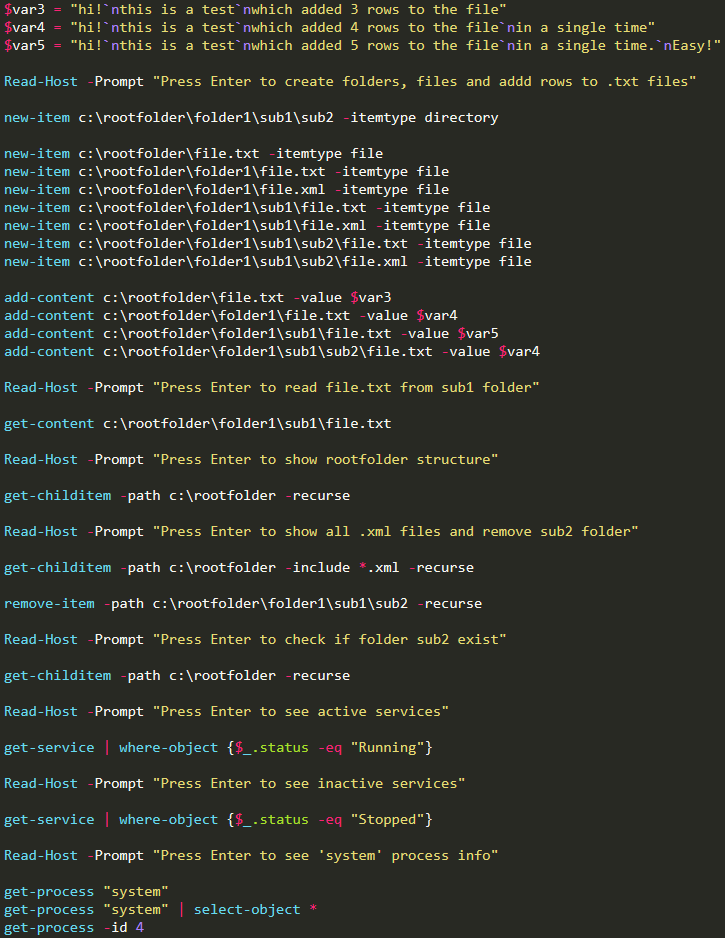 $var3 = "hi!`nthis is a test`nwhich added 3 rows to the file"
$var4 = "hi!`nthis is a test`nwhich added 4 rows to the file`nin a single time"
$var5 = "hi!`nthis is a test`nwhich added 5 rows to the file`nin a single time.`nEasy!"
Read-Host -Prompt "Press Enter to create folders, files and addd rows to .txt files"
new-item c:\rootfolder\folder1\sub1\sub2 -itemtype directory
new-item c:\rootfolder\file.txt -itemtype file
new-item c:\rootfolder\folder1\file.txt -itemtype file
new-item c:\rootfolder\folder1\file.xml -itemtype file
new-item c:\rootfolder\folder1\sub1\file.txt -itemtype file
new-item c:\rootfolder\folder1\sub1\file.xml -itemtype file
new-item c:\rootfolder\folder1\sub1\sub2\file.txt -itemtype file
new-item c:\rootfolder\folder1\sub1\sub2\file.xml -itemtype file
add-content c:\rootfolder\file.txt -value $var3
add-content c:\rootfolder\folder1\file.txt -value $var4
add-content c:\rootfolder\folder1\sub1\file.txt -value $var5
add-content c:\rootfolder\folder1\sub1\sub2\file.txt -value $var4
Read-Host -Prompt "Press Enter to read file.txt from sub1 folder"
get-content c:\rootfolder\folder1\sub1\file.txt
Read-Host -Prompt "Press Enter to show rootfolder structure"
get-childitem -path c:\rootfolder -recurse
Read-Host -Prompt "Press Enter to show all .xml files and remove sub2 folder"
get-childitem -path c:\rootfolder -include *.xml -recurse
remove-item -path c:\rootfolder\folder1\sub1\sub2 -recurse
Read-Host -Prompt "Press Enter to check if folder sub2 exist"
get-childitem -path c:\rootfolder -recurse
Read-Host -Prompt "Press Enter to see active services"
get-service | where-object {$_.status -eq "Running"}
Read-Host -Prompt "Press Enter to see inactive services"
get-service | where-object {$_.status -eq "Stopped"}
Read-Host -Prompt "Press Enter to see 'system' process info"
get-process "system"
get-process "system" | select-object *
get-process -id 4